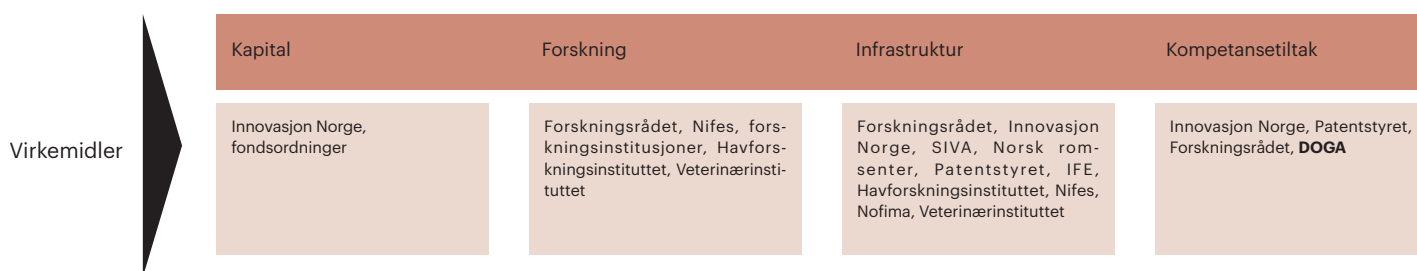 Kapital
Forskning
Infrastruktur
Kompetansetiltak
Virkemidler
Innovasjon Norge,
fondsordninger
Forskningsrådet, Nifes, fors-
kningsinstitusjoner, Havfors-
kningsinstituttet, Veterinærinsti-
tuttet
Forskningsrådet, Innovasjon
Norge, SIVA, Norsk rom-
senter, Patentstyret, IFE,
Havforskningsinstituttet, Nifes,
Nofima, Veterinærinstituttet
Innovasjon Norge, Patentstyret,
Forskningsrådet, DOGA